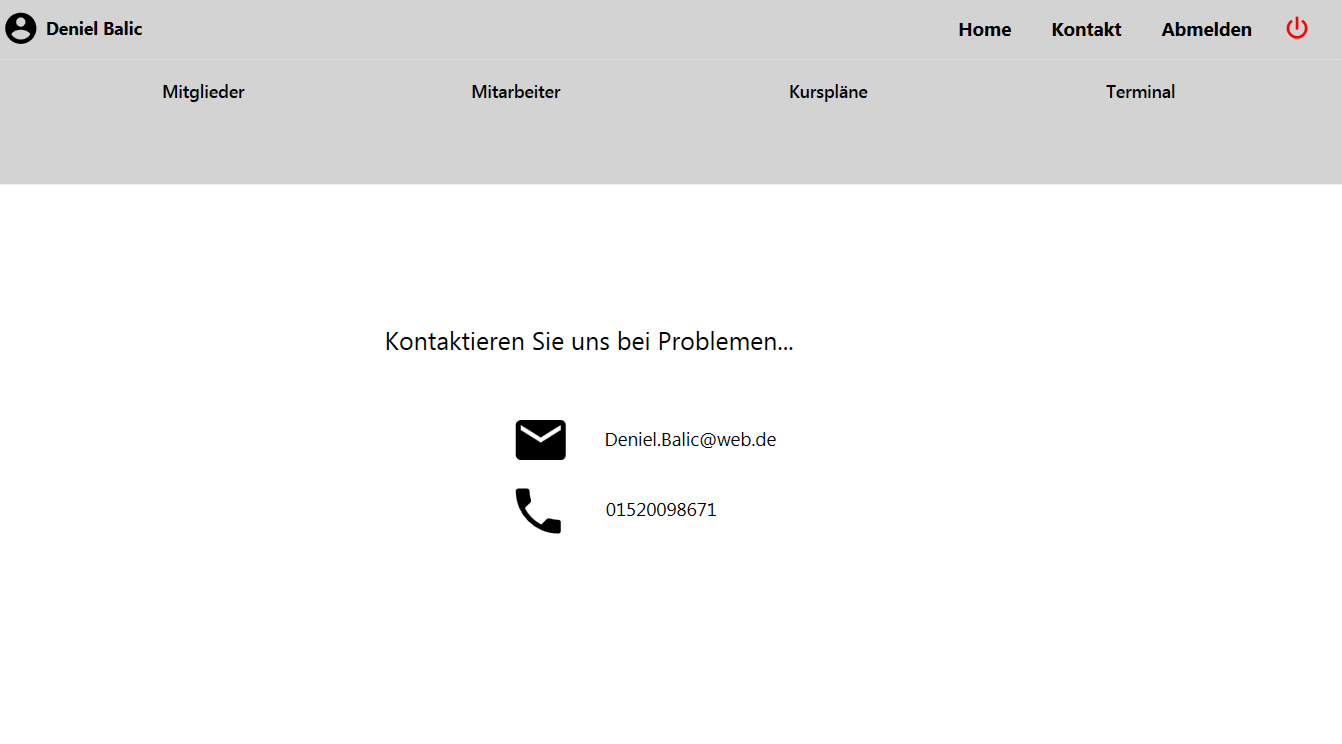 Deniel Balic Home Kontakt Abmelden
Mitglieder Mitarbeiter Kurspläne Terminal
Kontaktieren Sie uns bei Problemen...
Deniel.Balic@web.de
01520098671